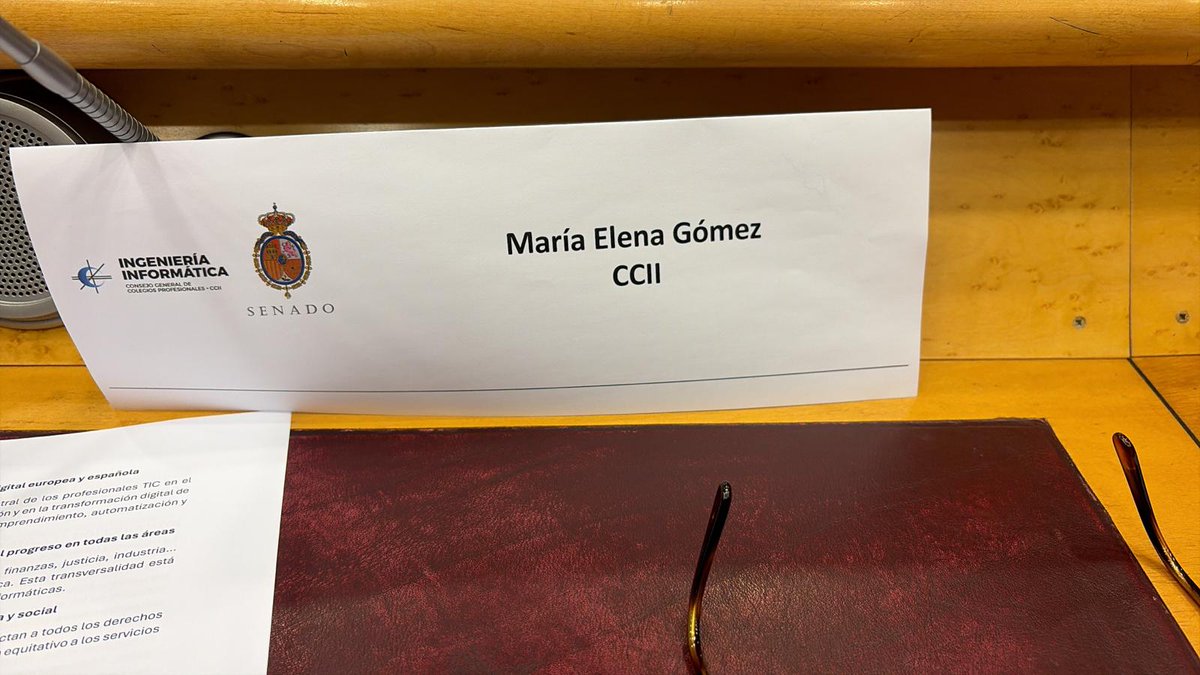 INGENIERÍA
INFORMÁTICA
CONSEJO GENERAL DE
COLEGIOS PROFESIONALES - CCII
SENADO
María Elena Gómez
CCII
gital europea y española
tral de los profesionales TIC en el
ón y en la transformación digital de
mprendimiento, automatización y
l progreso en todas las áreas
finanzas, justicia, industria...
ca. Esta transversalidad está
formáticas.
a y social
ctan a todos los derechos
equitativo a los servicios